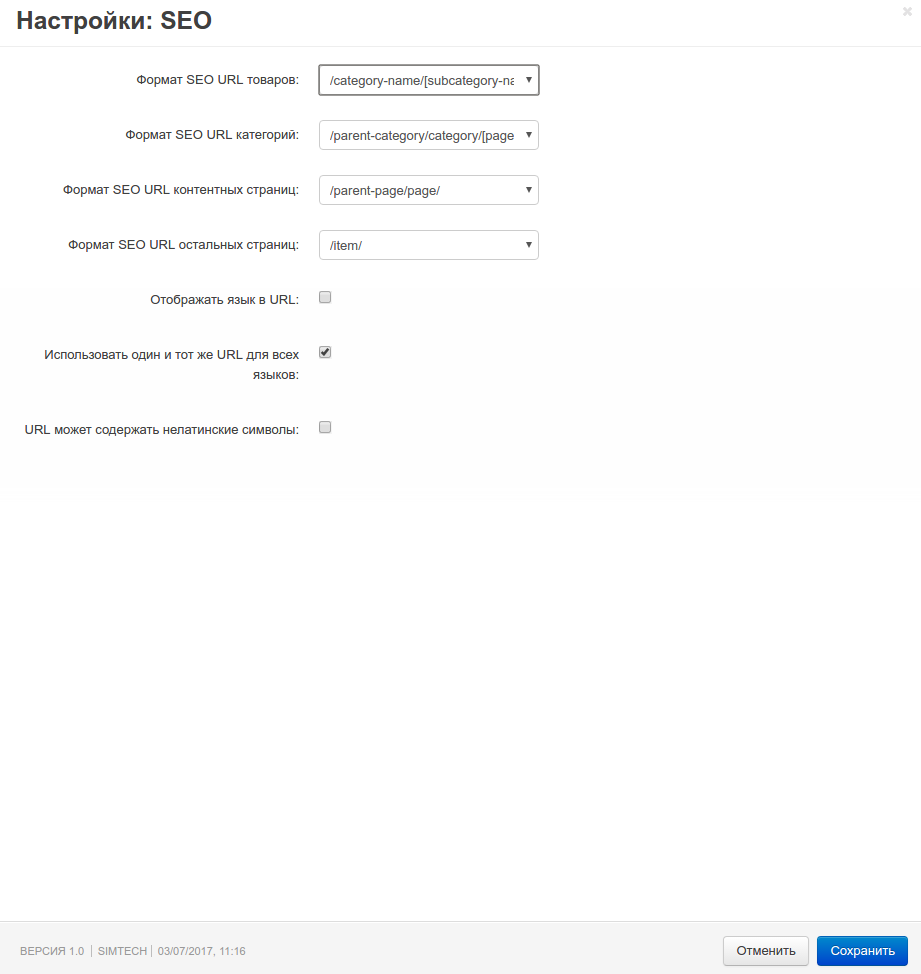 Настройки: SEO
Формат SEO URL товаров: /category-name/[subcategory-na
Формат SEO URL категорий: /parent-category/category/[page
Формат SEO URL контентных страниц: /parent-page/page/
Формат SEO URL остальных страниц: /item/
Отображать язык в URL:
Использовать один и тот же URL для всех
языков:
URL может содержать нелатинские символы:
ВЕРСИЯ 1.0 | SIMTECH | 03/07/2017, 11:16 Отменить Сохранить